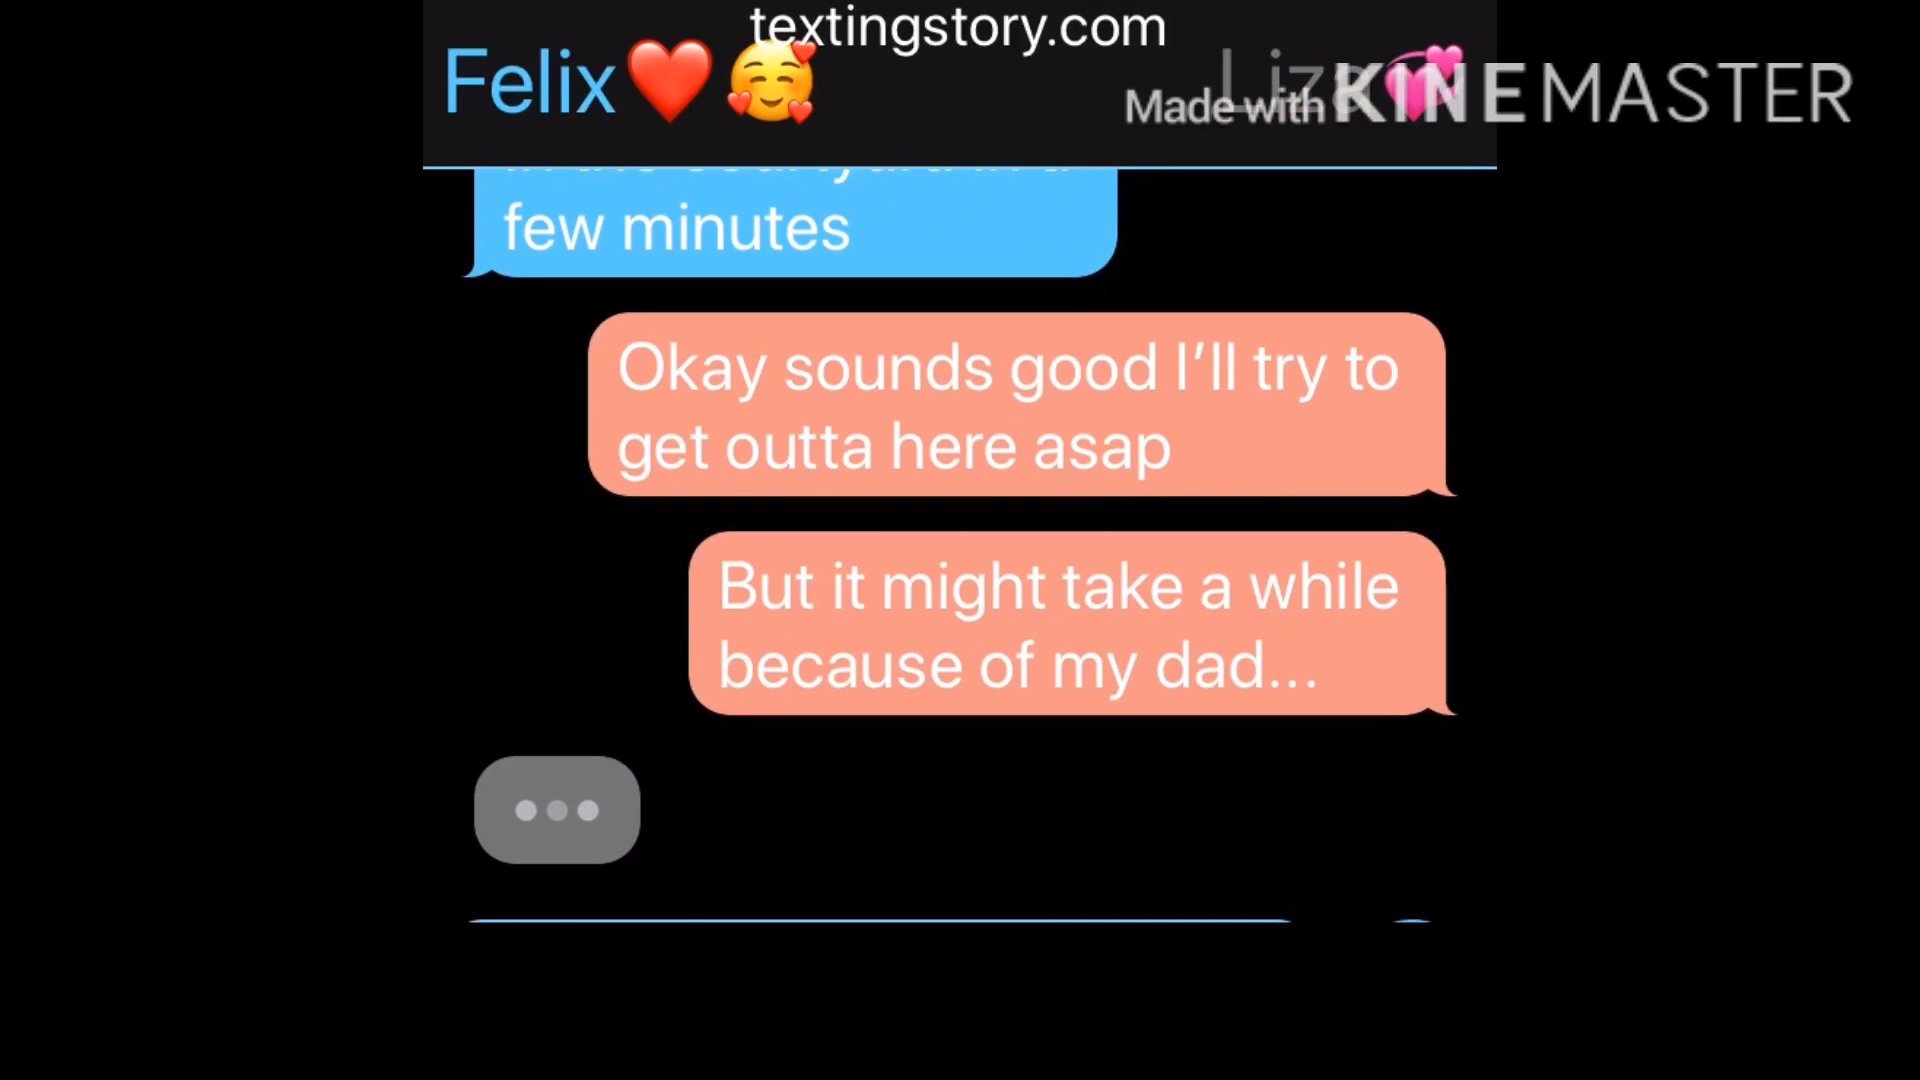 textingstory.com
Felix❤️🥰
Made with KINEMASTER
few minutes
Okay sounds good I’ll try to
get outta here asap
But it might take a while
because of my dad...